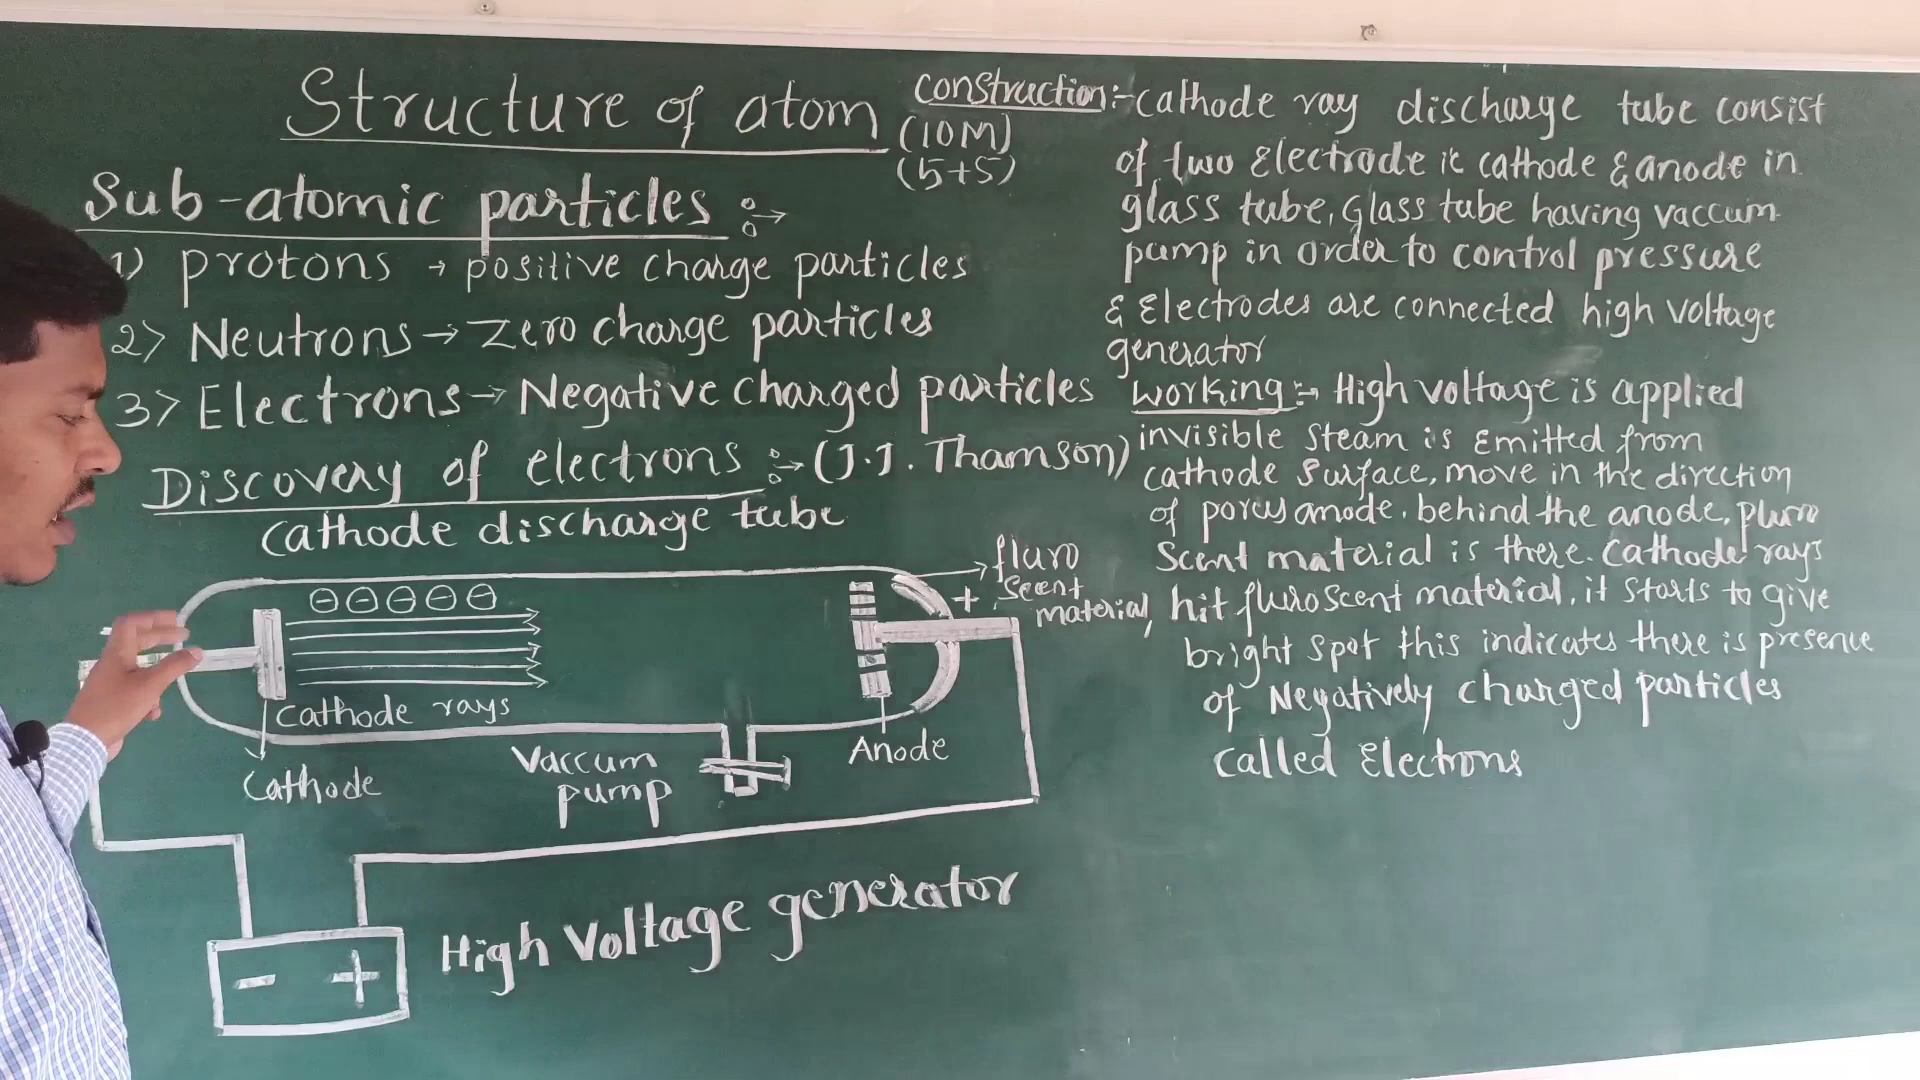 Structure of atom
(10M)
(5+5)
Sub-atomic particles :→
1) protons → positive charge particles
2> Neutrons → Zero charge particles
3> Electrons → Negative charged particles
Discovery of electrons :→ (J.J. Thamson)
Cathode discharge tube
fluro
Scent
material
+
- - - - -
Cathode rays
Cathode
Vaccum
pump
Anode
High Voltage generator
- +
Construction:- Cathode ray discharge tube consist
of two Electrode ie cathode & anode in
glass tube, Glass tube having vaccum
pump in order to control pressure
& Electrodes are connected high voltage
generator
Working:- High voltage is applied
invisible Steam is Emitted from
cathode Surface, move in the direction
of porus anode. behind the anode, pluro
Scent material is there. Cathode rays
hit fluroscent material, it starts to give
bright spot this indicates there is presence
of Negatively charged particles
called Electrons